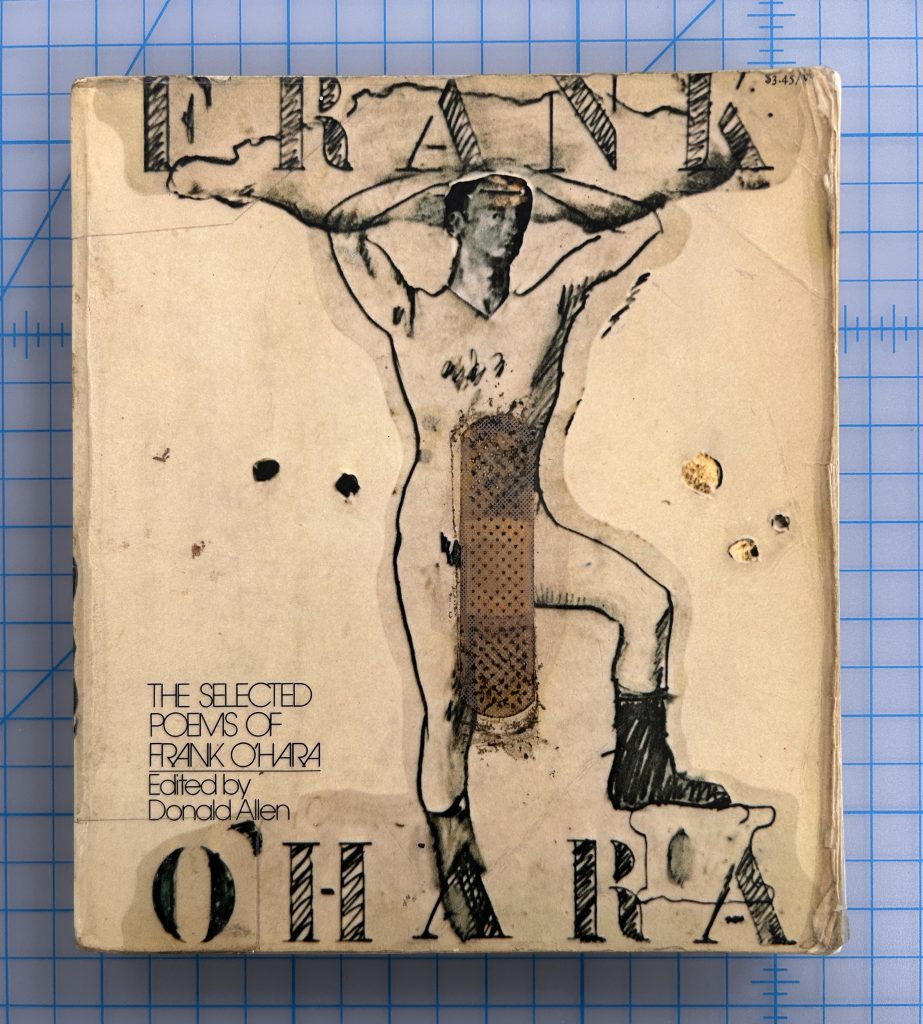 FRANK
$3.45/V
THE SELECTED
POEMS OF
FRANK O'HARA
Edited by
Donald Allen
O'HARA